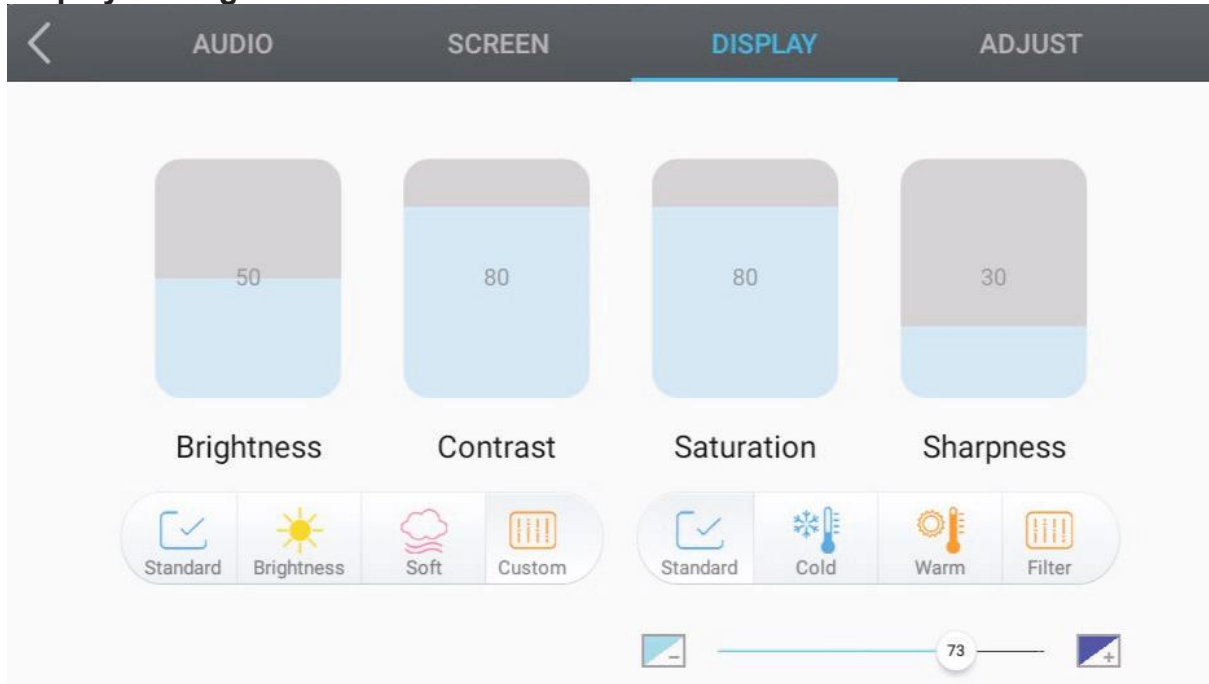 AUDIO SCREEN DISPLAY ADJUST
50 80 80 30
Brightness Contrast Saturation Sharpness
Standard Brightness Soft Custom Standard Cold Warm Filter
- 73 +